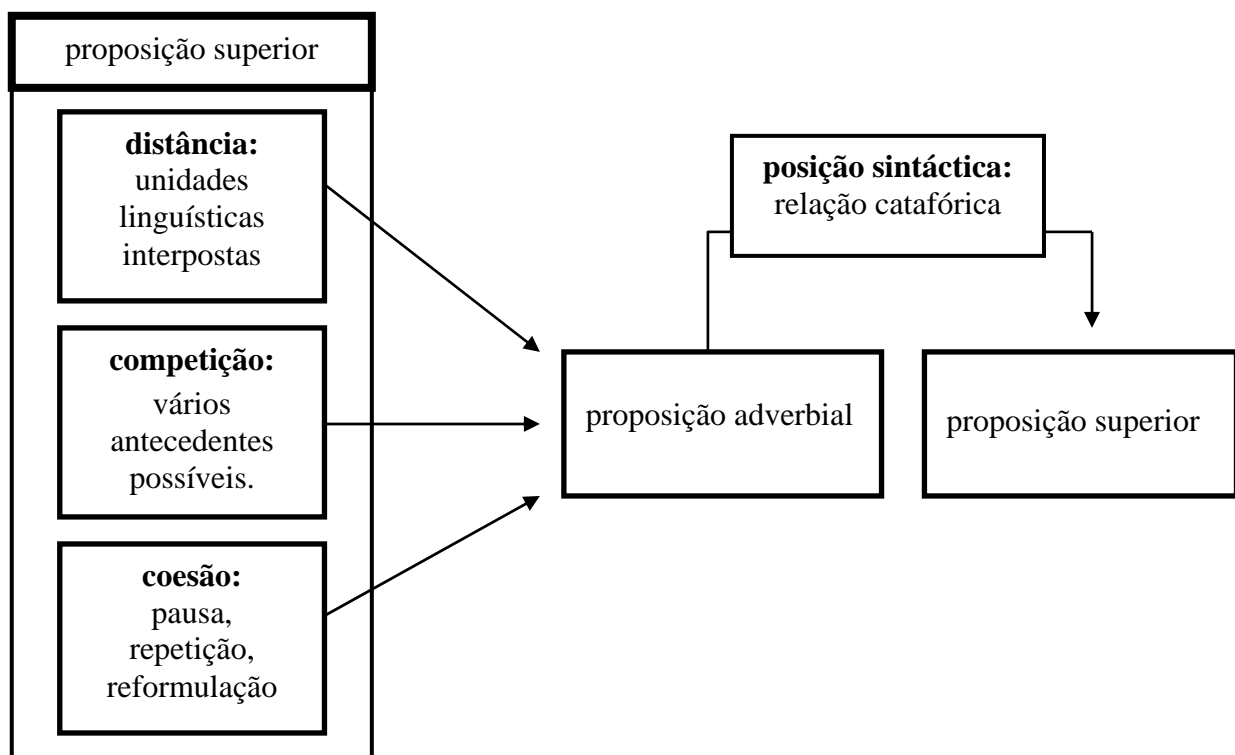 proposição superior
distância:
unidades
linguísticas
interpostas
competição:
vários
antecedentes
possíveis.
coesão:
pausa,
repetição,
reformulação
posição sintáctica:
relação catafórica
proposição adverbial
proposição superior